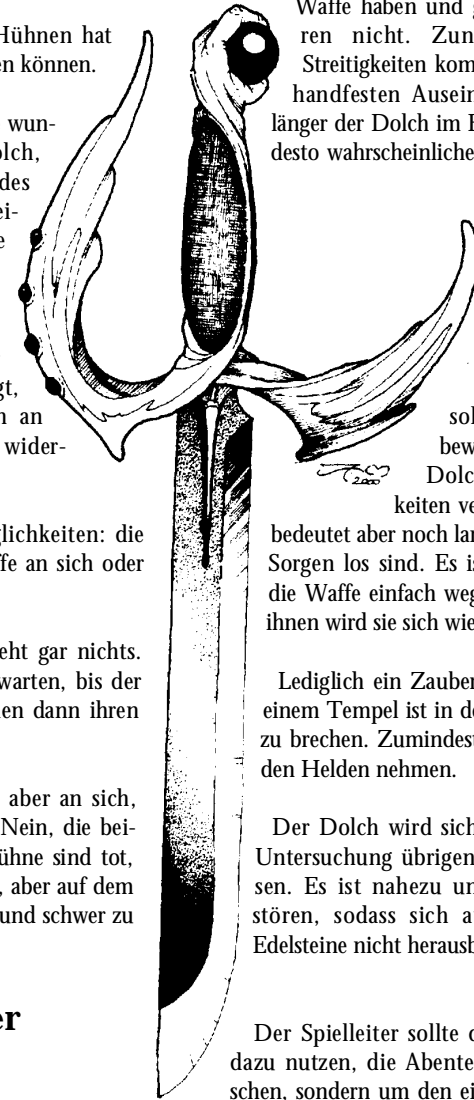 Hühnen hat
en können.
wun-
olch,
des
ei-
e
gt,
n an
wider-
glichkeiten: die
ffe an sich oder
eht gar nichts.
warten, bis der
en dann ihren
aber an sich,
Nein, die bei-
ühne sind tot,
, aber auf dem
und schwer zu
er
Waffe haben und g
ren nicht. Zun
Streitigkeiten kom
handfesten Ausein
länger der Dolch im
desto wahrscheinliche
2000
sol
bew
Dolc
keiten ve
bedeutet aber noch lan
Sorgen los sind. Es is
die Waffe einfach weg
ihnen wird sie sich wie
Lediglich ein Zauber
einem Tempel ist in de
zu brechen. Zumindest
den Helden nehmen.
Der Dolch wird sich
Untersuchung übrigen
sen. Es ist nahezu un
stören, sodass sich a
Edelsteine nicht herausb
Der Spielleiter sollte d
dazu nutzen, die Abente
schen, sondern um den ei